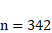 n = 342